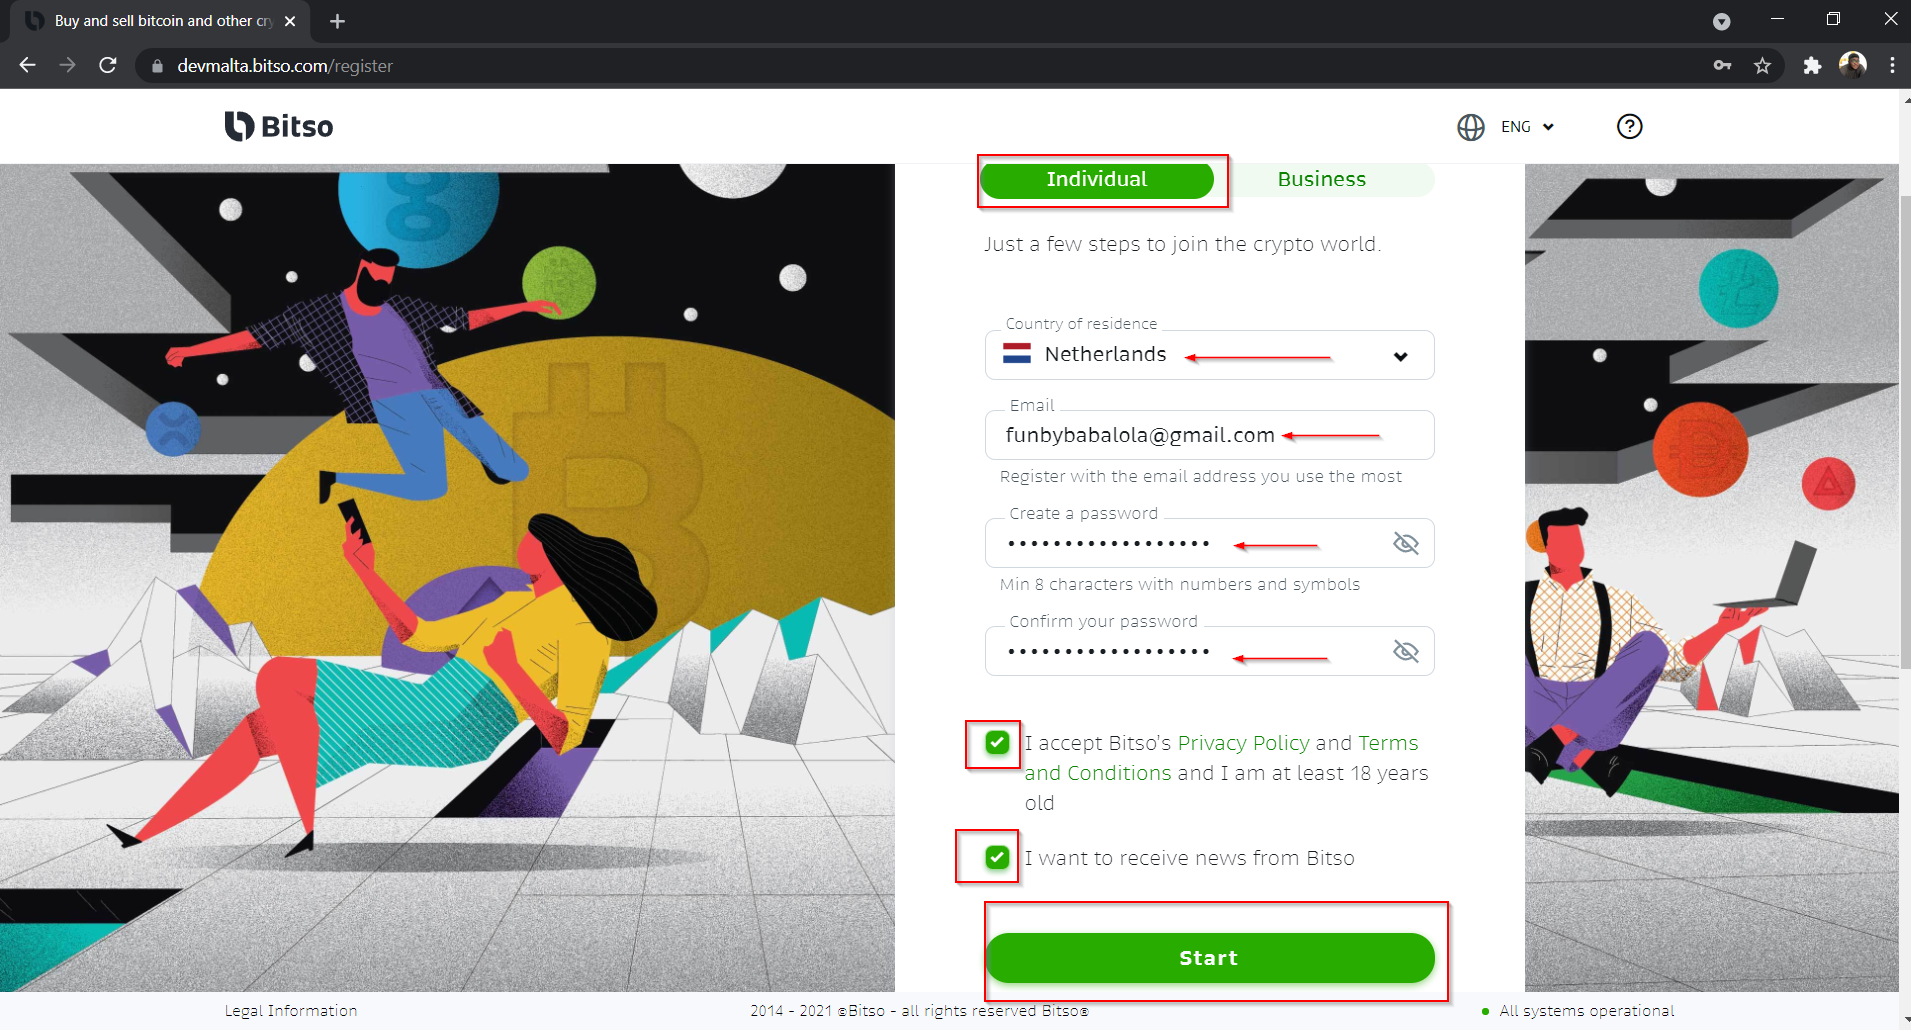 Buy and sell bitcoin and other cry
devmalta.bitso.com/register
Bitso
ENG
Individual
Business
Just a few steps to join the crypto world.
Country of residence
Netherlands
Email
funbybabalola@gmail.com
Register with the email address you use the most
Create a password
••••••••••••••••••
Min 8 characters with numbers and symbols
Confirm your password
••••••••••••••••••
I accept Bitso's Privacy Policy and Terms
and Conditions and I am at least 18 years
old
I want to receive news from Bitso
Start
Legal Information
2014 - 2021 ©Bitso - all rights reserved Bitso®
All systems operational